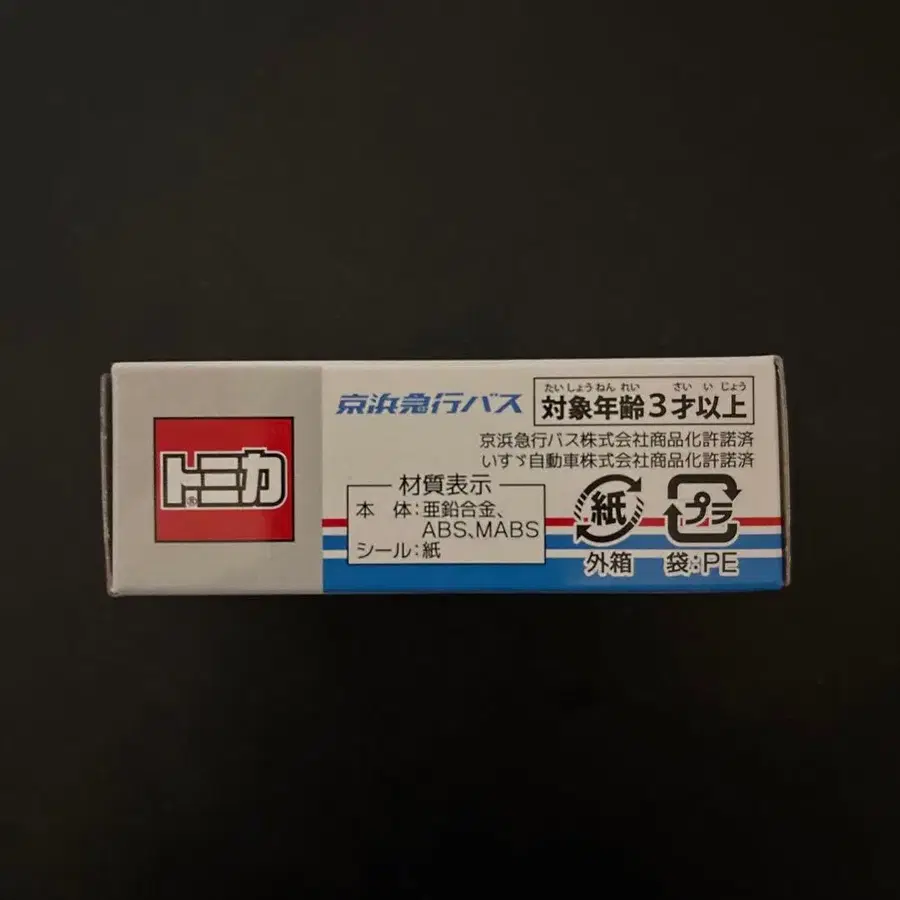 トミカ
®
京浜急行バス
たいしょうねんれい さい いじょう
対象年齢3才以上
京浜急行バス株式会社商品化許諾済
いすゞ自動車株式会社商品化許諾済
材質表示
本 体:亜鉛合金、
ABS、MABS
シール:紙
紙
外箱
プラ
袋:PE